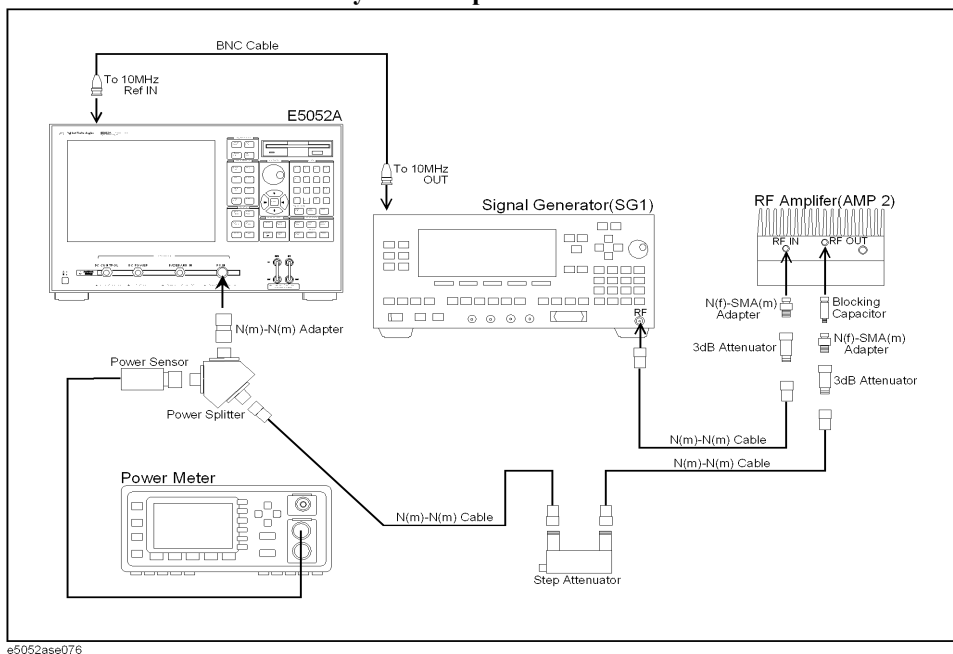 BNC Cable
To 10MHz
Ref IN
E5052A
To 10MHz
OUT
Signal Generator(SG1)
RF Amplifer(AMP 2)
RF IN
RF OUT
RF
N(f)-SMA(m)
Adapter
Blocking
Capacitor
3dB Attenuator
N(f)-SMA(m)
Adapter
3dB Attenuator
N(m)-N(m) Adapter
Power Sensor
Power Splitter
N(m)-N(m) Cable
N(m)-N(m) Cable
Power Meter
N(m)-N(m) Cable
Step Attenuator
e5052ase076